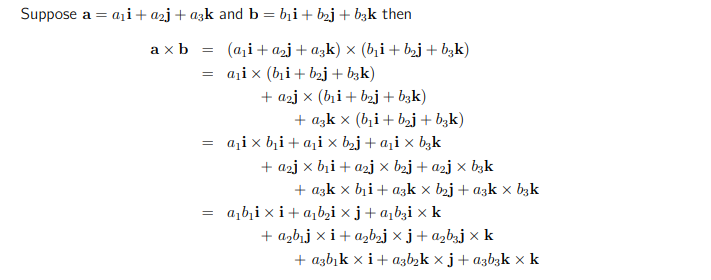 Suppose a = a₁i + a₂j + a₃k and b = b₁i + b₂j + b₃k then
a × b = (a₁i + a₂j + a₃k) × (b₁i + b₂j + b₃k)
= a₁i × (b₁i + b₂j + b₃k)
+ a₂j × (b₁i + b₂j + b₃k)
+ a₃k × (b₁i + b₂j + b₃k)
= a₁i × b₁i + a₁i × b₂j + a₁i × b₃k
+ a₂j × b₁i + a₂j × b₂j + a₂j × b₃k
+ a₃k × b₁i + a₃k × b₂j + a₃k × b₃k
= a₁b₁i × i + a₁b₂i × j + a₁b₃i × k
+ a₂b₁j × i + a₂b₂j × j + a₂b₃j × k
+ a₃b₁k × i + a₃b₂k × j + a₃b₃k × k